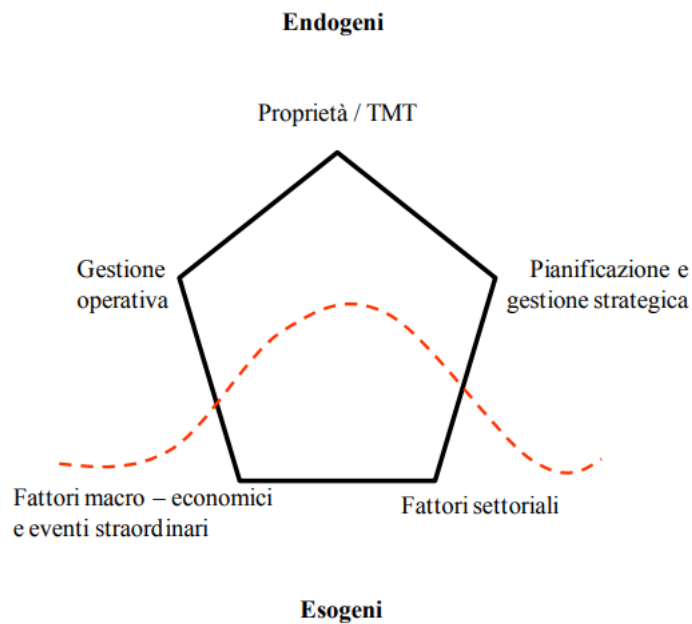 Endogeni
Proprietà / TMT
Gestione
operativa
Pianificazione e
gestione strategica
Fattori macro – economici
e eventi straordinari
Fattori settoriali
Esogeni